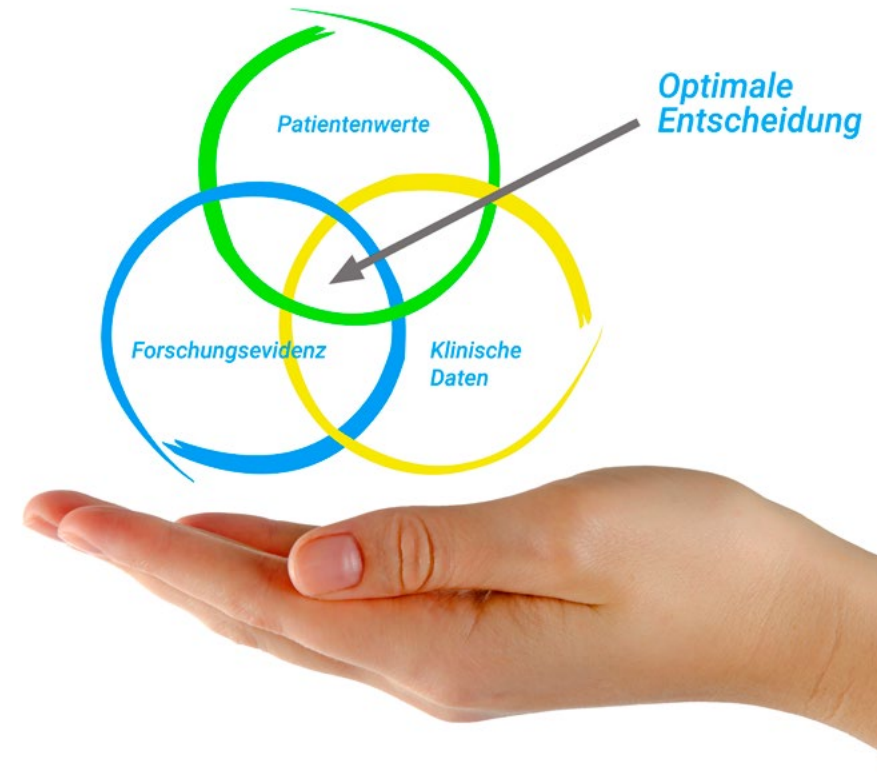 Optimale
Entscheidung
Patientenwerte
Forschungsevidenz
Klinische
Daten